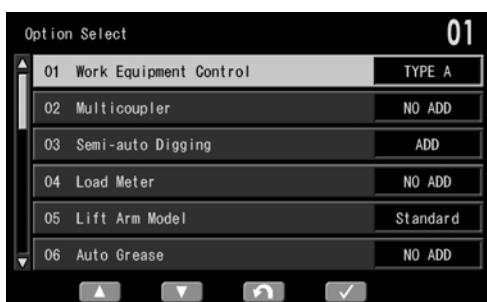 Option Select 01
01 Work Equipment Control TYPE A
02 Multicoupler NO ADD
03 Semi-auto Digging ADD
04 Load Meter NO ADD
05 Lift Arm Model Standard
06 Auto Grease NO ADD